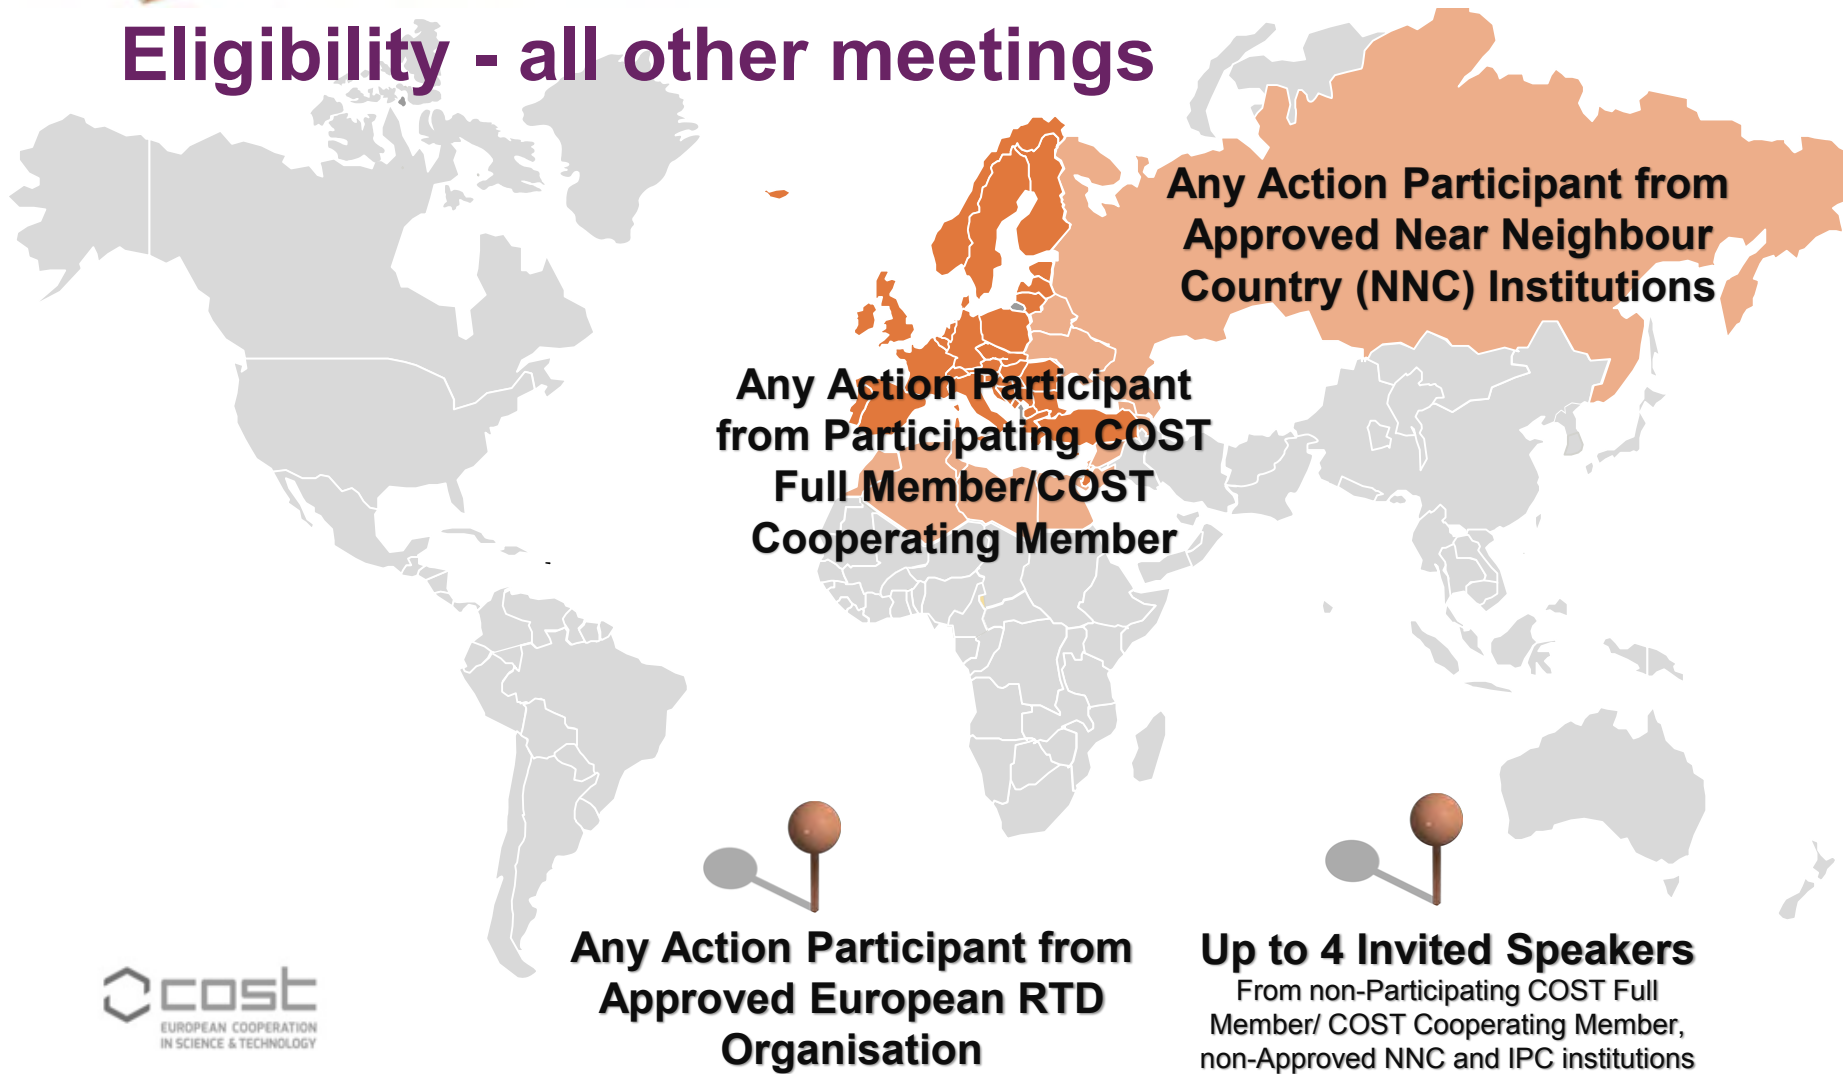 Eligibility - all other meetings
Any Action Participant from
Approved Near Neighbour
Country (NNC) Institutions
Any Action Participant
from Participating COST
Full Member/COST
Cooperating Member
Any Action Participant from
Approved European RTD
Organisation
Up to 4 Invited Speakers
From non-Participating COST Full
Member/ COST Cooperating Member,
non-Approved NNC and IPC institutions
cost
EUROPEAN COOPERATION
IN SCIENCE & TECHNOLOGY